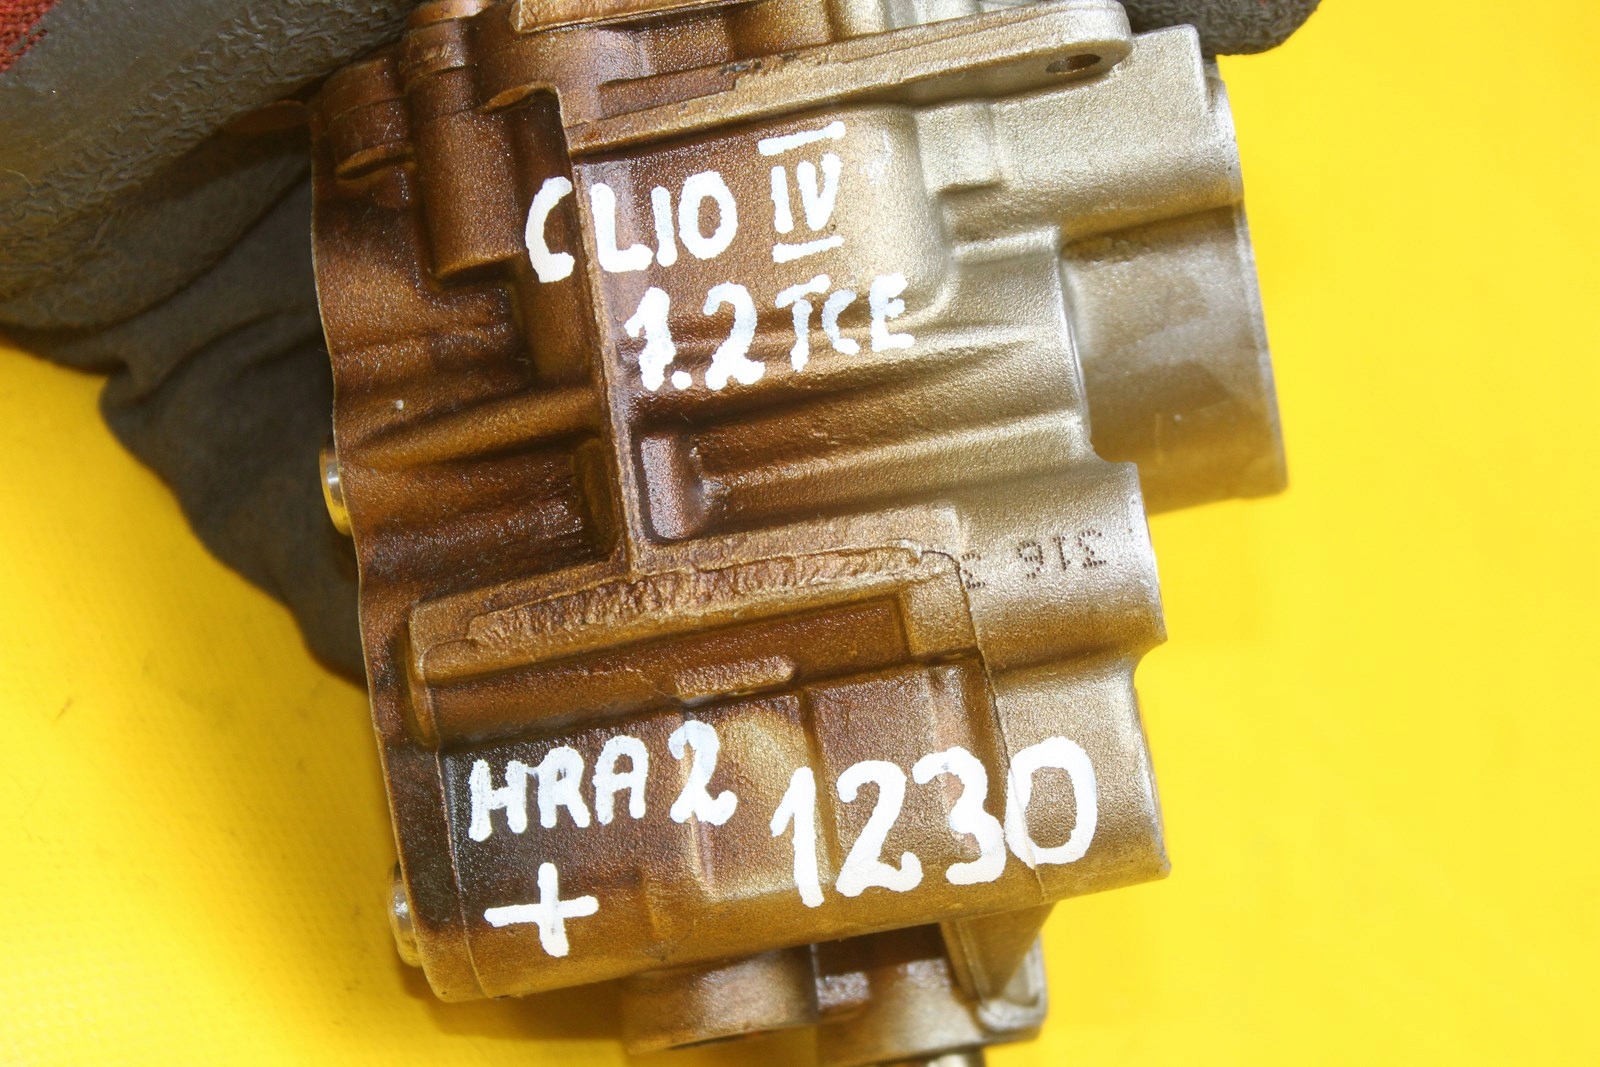 CLIO IV
1.2 TCE
316 3
HRA2 1230
+